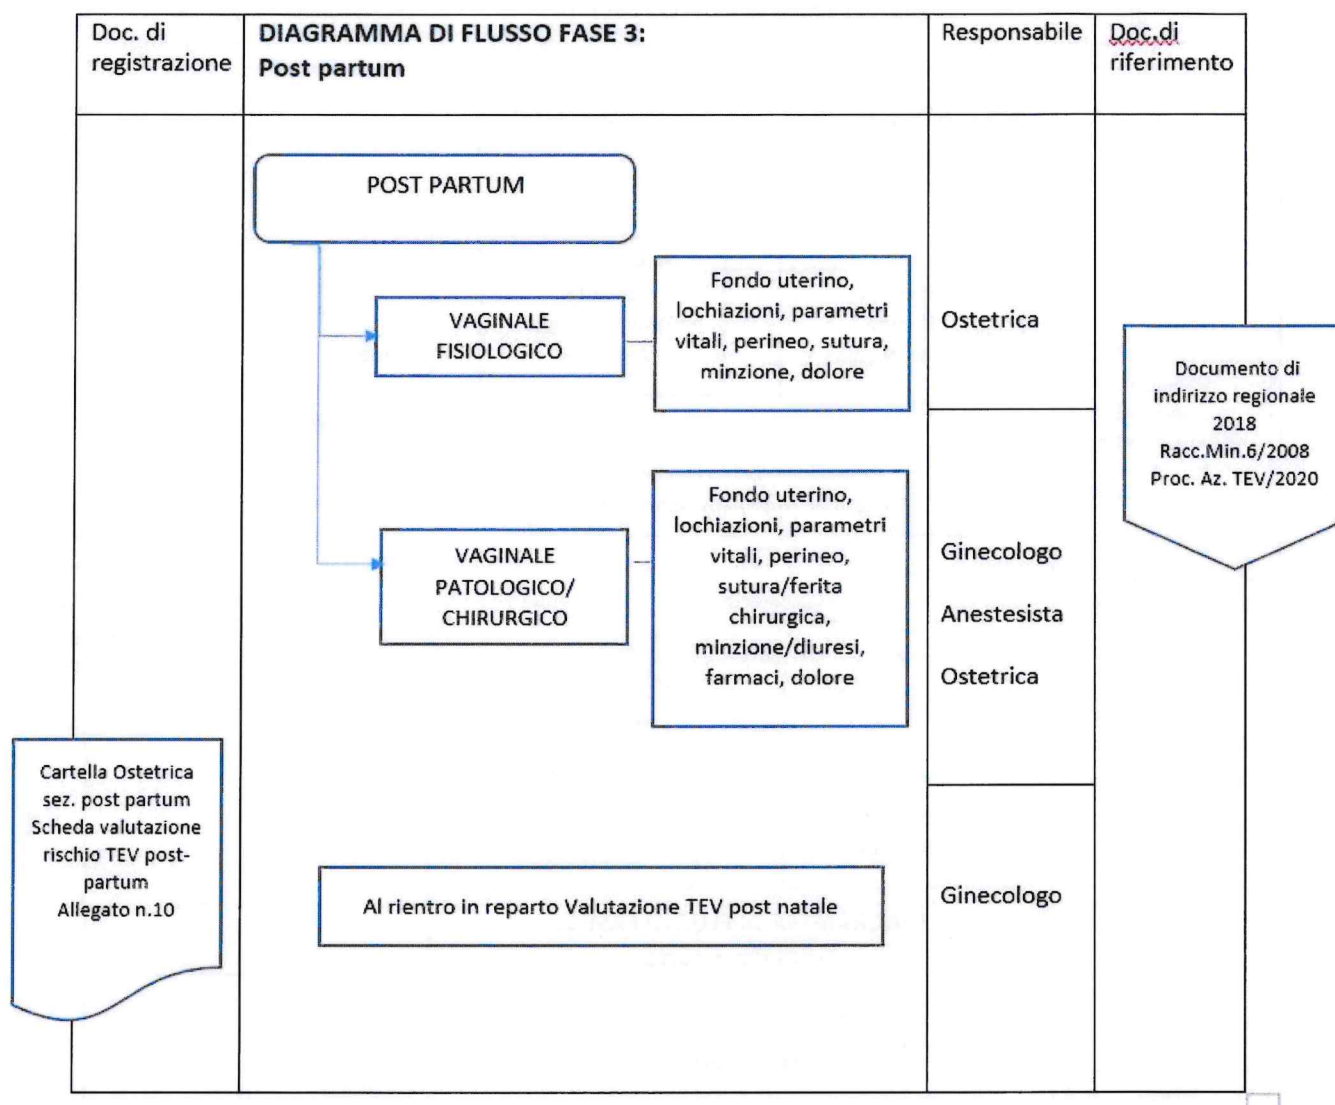 Doc. di
registrazione
DIAGRAMMA DI FLUSSO FASE 3:
Post partum
Responsabile
Doc.di
riferimento
POST PARTUM
VAGINALE
FISIOLOGICO
Fondo uterino,
lochiazioni, parametri
vitali, perineo, sutura,
minzione, dolore
Ostetrica
Documento di
indirizzo regionale
2018
Racc.Min.6/2008
Proc. Az. TEV/2020
VAGINALE
PATOLOGICO/
CHIRURGICO
Fondo uterino,
lochiazioni, parametri
vitali, perineo,
sutura/ferita
chirurgica,
minzione/diuresi,
farmaci, dolore
Ginecologo
Anestesista
Ostetrica
Cartella Ostetrica
sez. post partum
Scheda valutazione
rischio TEV post-
partum
Allegato n.10
Al rientro in reparto Valutazione TEV post natale
Ginecologo